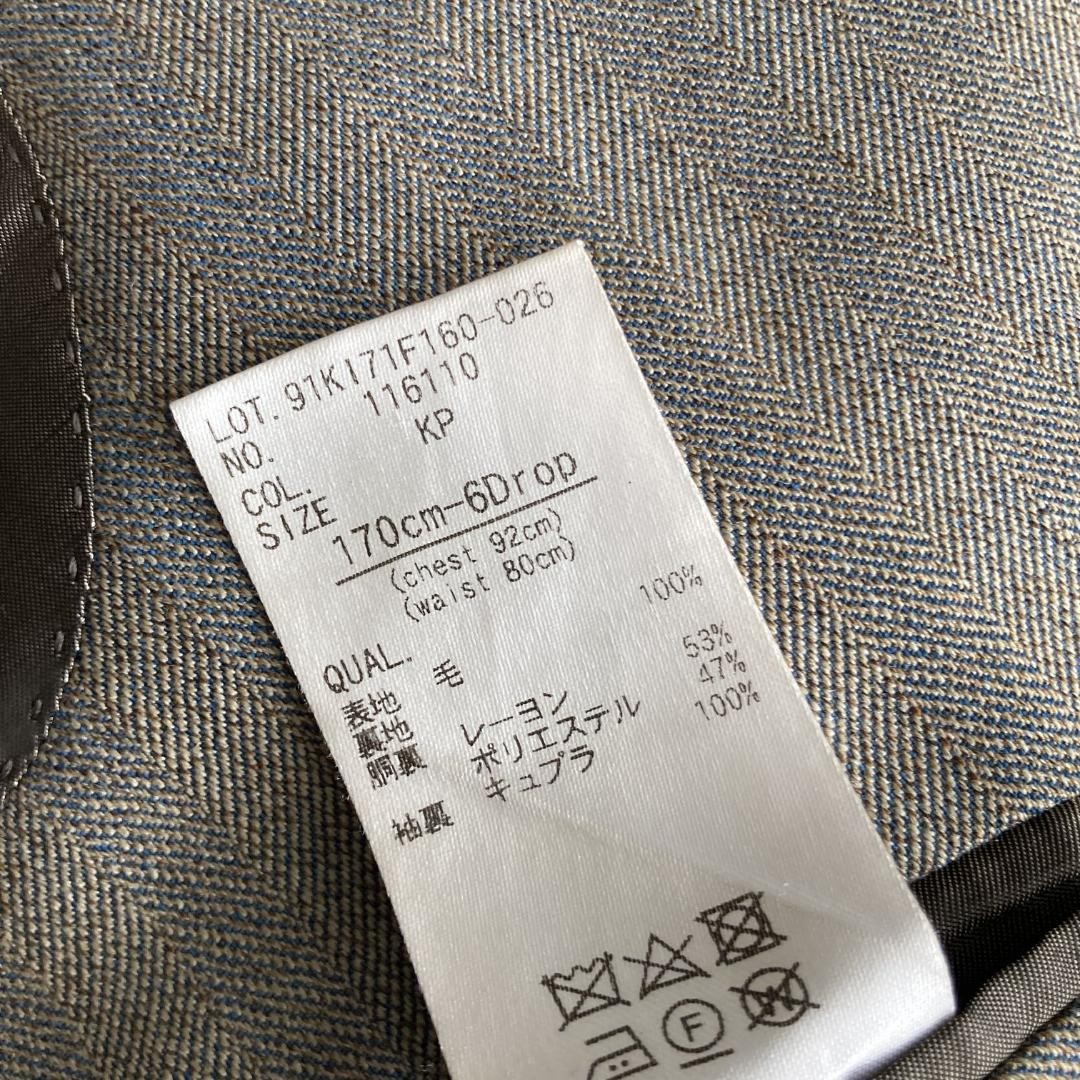 LOT. 91KI71F160-026
NO. 116110
COL. KP
SIZE 170cm-6Drop
(chest 92cm)
(waist 80cm)
QUAL.
表地 毛 100%
裏地
胴裏 レーヨン 53%
ポリエステル 47%
袖裏 キュプラ 100%
F
W